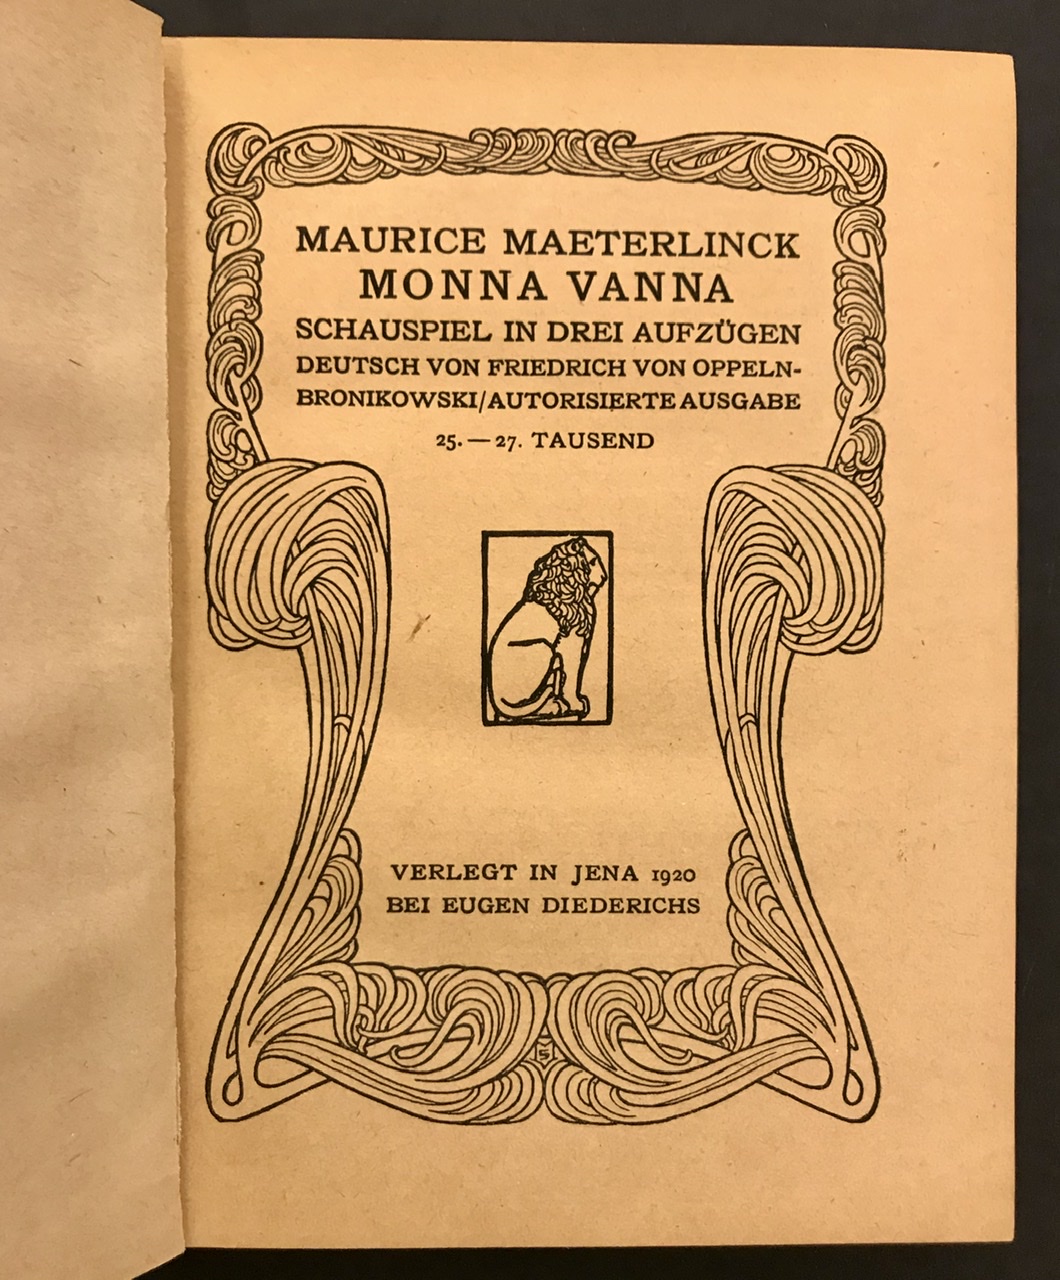 MAURICE MAETERLINCK
MONNA VANNA
SCHAUSPIEL IN DREI AUFZÜGEN
DEUTSCH VON FRIEDRICH VON OPPELN-
BRONIKOWSKI/AUTORISIERTE AUSGABE
25. — 27. TAUSEND
VERLEGT IN JENA 1920
BEI EUGEN DIEDERICHS